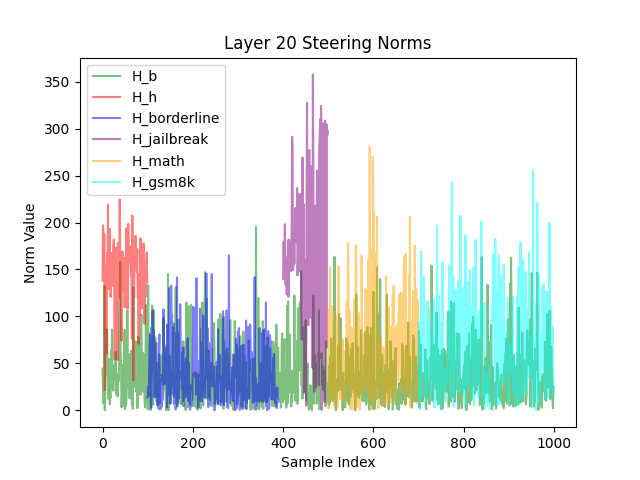 Layer 20 Steering Norms
Norm Value
350
300
250
200
150
100
50
0
H_b
H_h
H_borderline
H_jailbreak
H_math
H_gsm8k
0
200
400
600
800
1000
Sample Index